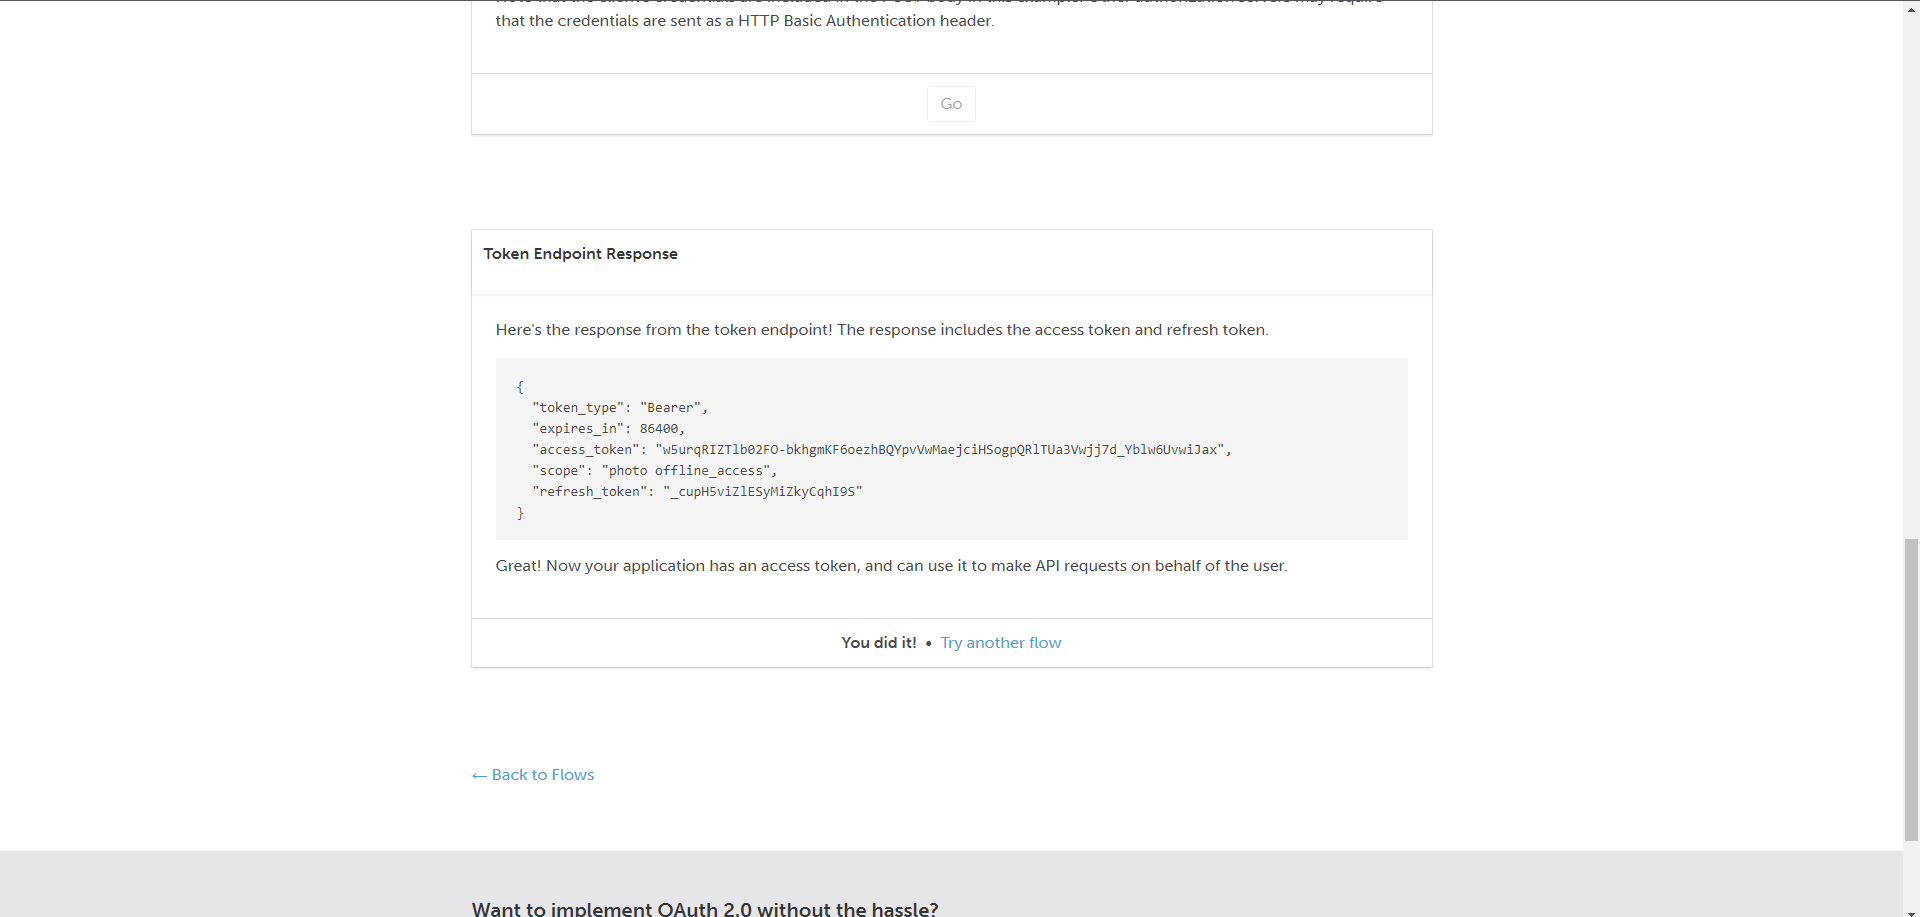 that the credentials are sent as a HTTP Basic Authentication header.
Go
Token Endpoint Response
Here's the response from the token endpoint! The response includes the access token and refresh token.
{
"token_type": "Bearer",
"expires_in": 86400,
"access_token": "w5urqRIZTlb02FO-bkhgmKF6oezhBQYpvVwMaejciHSogpQRlTUa3Vwjj7d_Yblw6UvwiJax",
"scope": "photo offline_access",
"refresh_token": "_cupH5viZlESyMiZkyCqhI9S"
}
Great! Now your application has an access token, and can use it to make API requests on behalf of the user.
You did it! • Try another flow
← Back to Flows
Want to implement OAuth 2.0 without the hassle?